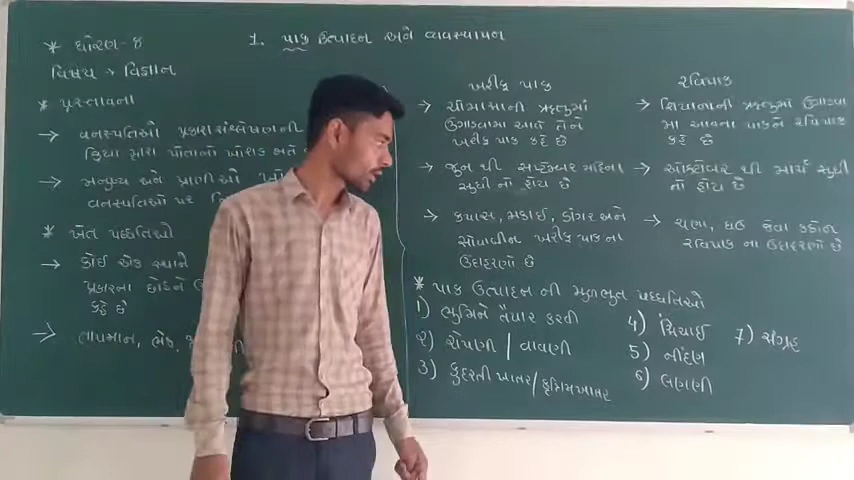 * ધોરણ-૪
1. પાક ઉત્પાદન અને વ્યવસ્થાપન
વિષય → વિજ્ઞાન
* પ્રસ્તાવના
→ વનસ્પતિઓ પ્રકાશસંશ્લેષણની
ક્રિયા દ્વારા પોતાનો ખોરાક બનાવે
→ મનુષ્ય અને પ્રાણીઓ
વનસ્પતિઓ પર
* ખેત પદ્ધતિઓ
→ કોઈ એક સ્થાને
પ્રકારના છોડને
કહે છે
→ તાપમાન, ભેજ,
ખરીફ પાક
→ ચોમાસાની ઋતુમાં
ઉગાડવામાં આવે તેને
ખરીફ પાક કહે છે
→ જૂન થી સપ્ટેમ્બર મહિના
સુધી નો હોય છે
→ કપાસ, મકાઈ, ડાંગર અને
સોયાબીન ખરીફ પાકના
ઉદાહરણો છે
રવિપાક
→ શિયાળાની ઋતુમાં ઉગાડવા
માં આવતા પાકને રવિપાક
કહે છે
→ ઓક્ટોબર થી માર્ચ સુધી
નો હોય છે
→ ચણા, ઘઉં જેવા કઠોળ
રવિપાક ના ઉદાહરણો છે
* પાક ઉત્પાદન ની મૂળભૂત પદ્ધતિઓ
1) ભૂમિને તૈયાર કરવી
૨) રોપણી / વાવણી
3) કુદરતી ખાતર / કૃત્રિમ ખાતર
4) સિંચાઈ
5) નીંદણ
6) લણણી
7) સંગ્રહ